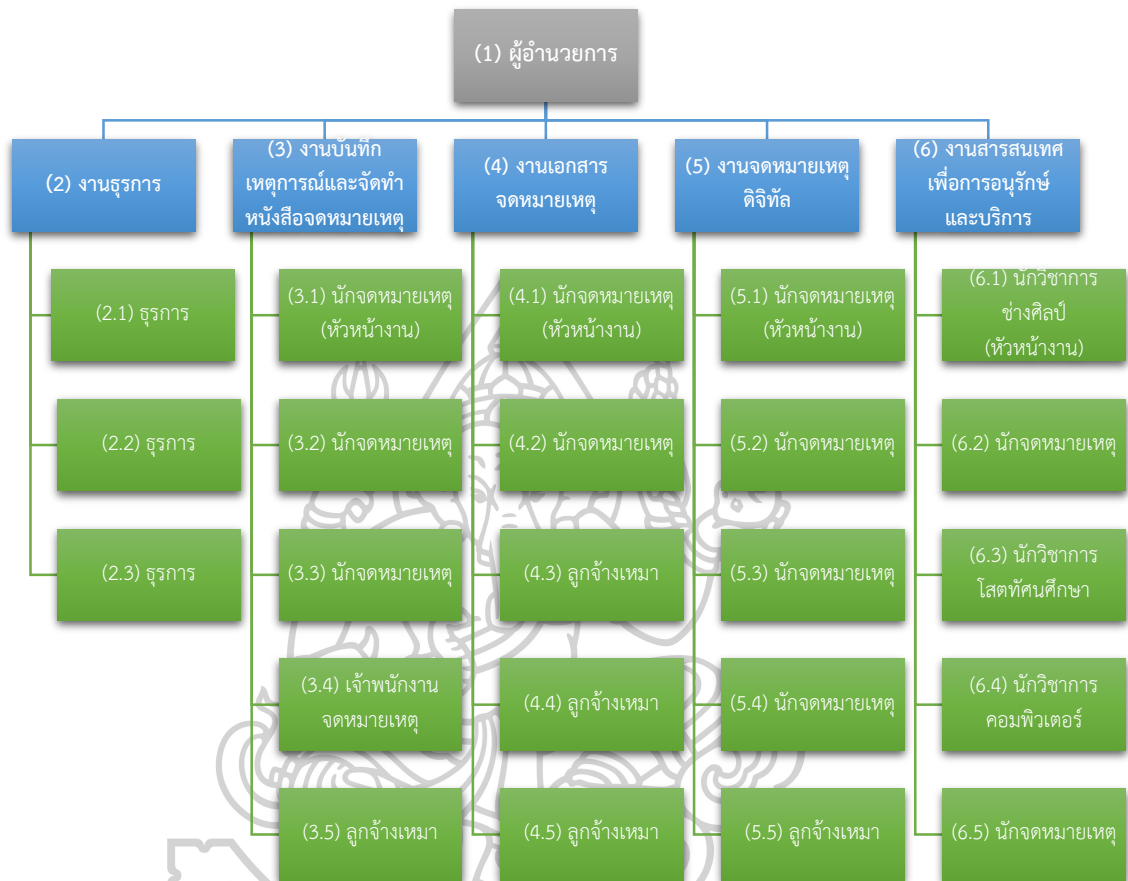 (1) ผู้อำนวยการ
(2) งานธุรการ
(3) งานบันทึก
เหตุการณ์และจัดทำ
หนังสือจดหมายเหตุ
(4) งานเอกสาร
จดหมายเหตุ
(5) งานจดหมายเหตุ
ดิจิทัล
(6) งานสารสนเทศ
เพื่อการอนุรักษ์
และบริการ
(2.1) ธุรการ
(3.1) นักจดหมายเหตุ
(หัวหน้างาน)
(4.1) นักจดหมายเหตุ
(หัวหน้างาน)
(5.1) นักจดหมายเหตุ
(หัวหน้างาน)
(6.1) นักวิชาการ
ช่างศิลป์
(หัวหน้างาน)
(2.2) ธุรการ
(3.2) นักจดหมายเหตุ
(4.2) นักจดหมายเหตุ
(5.2) นักจดหมายเหตุ
(6.2) นักจดหมายเหตุ
(2.3) ธุรการ
(3.3) นักจดหมายเหตุ
(4.3) ลูกจ้างเหมา
(5.3) นักจดหมายเหตุ
(6.3) นักวิชาการ
โสตทัศนศึกษา
(3.4) เจ้าพนักงาน
จดหมายเหตุ
(4.4) ลูกจ้างเหมา
(5.4) นักจดหมายเหตุ
(6.4) นักวิชาการ
คอมพิวเตอร์
(3.5) ลูกจ้างเหมา
(4.5) ลูกจ้างเหมา
(5.5) ลูกจ้างเหมา
(6.5) นักจดหมายเหตุ